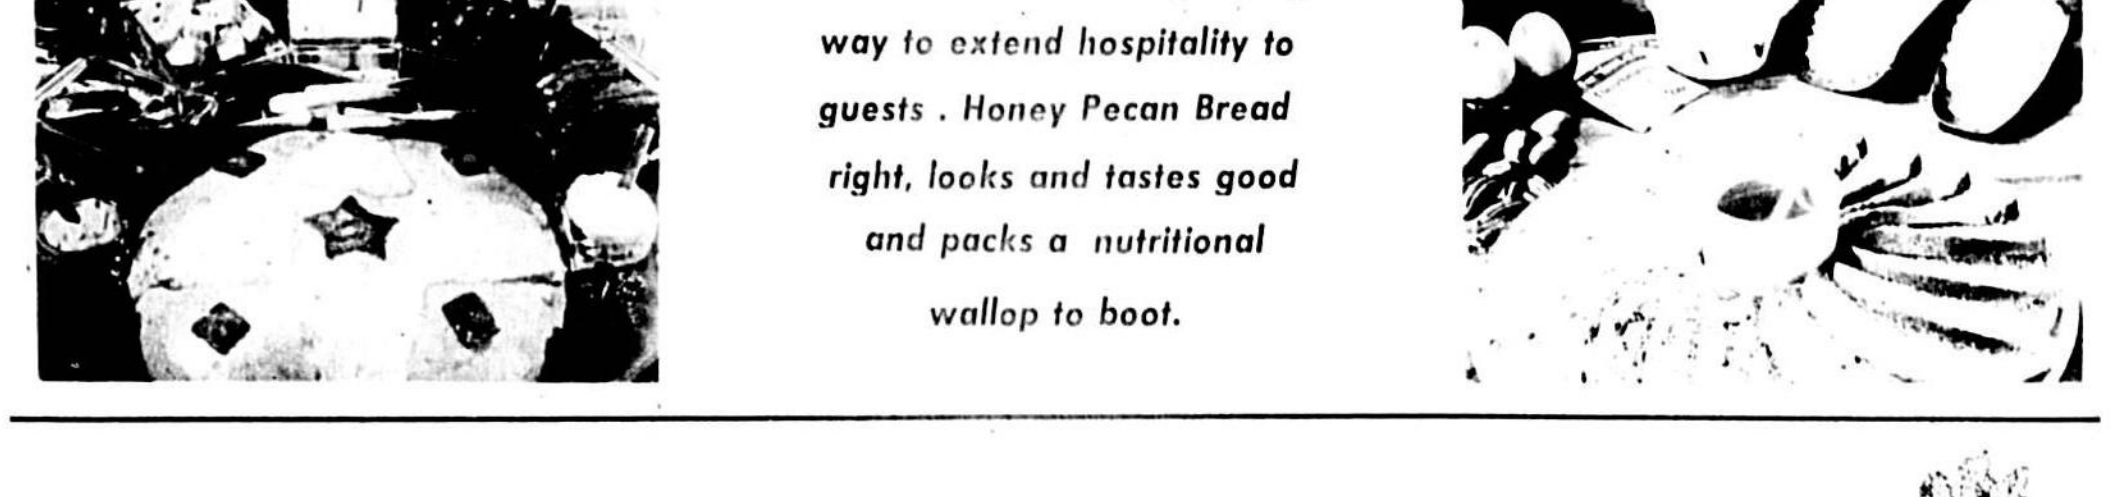 way to extend hospitality to
guests . Honey Pecan Bread
right, looks and tastes good
and packs a nutritional
wallop to boot.